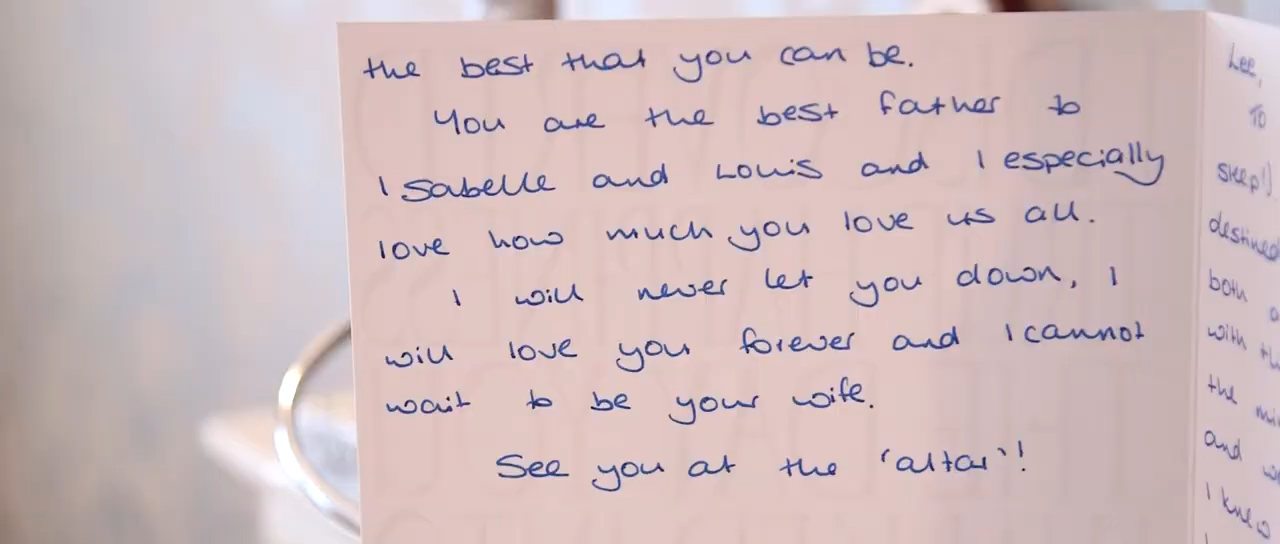 the best that you can be.
You are the best father to
Isabelle and Louis and I especially
love how much you love us all.
I will never let you down, I
will love you forever and I cannot
wait to be your wife.
See you at the 'altar'!
Lee,
To
sleep!)
destined
both
with
the
and
I knew